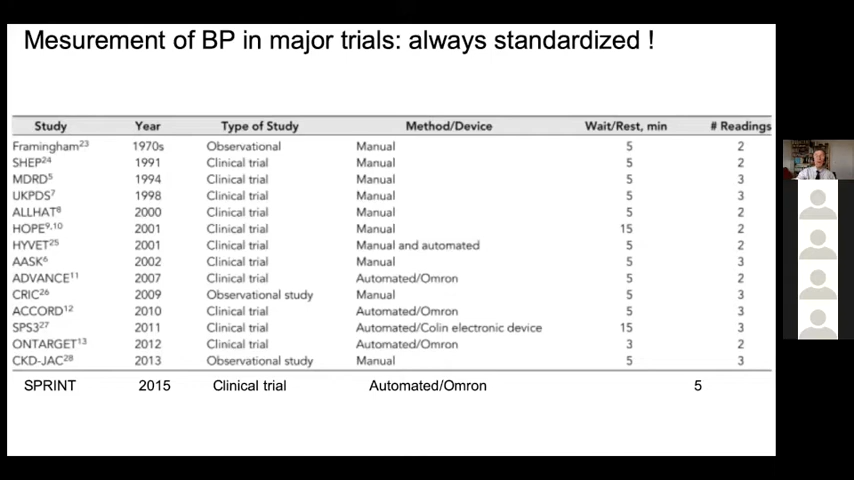 Mesurement of BP in major trials: always standardized !
Study Year Type of Study Method/Device Wait/Rest, min # Readings
Framingham23 1970s Observational Manual 5 2
SHEP24 1991 Clinical trial Manual 5 2
MDRD5 1994 Clinical trial Manual 5 3
UKPDS7 1998 Clinical trial Manual 5 3
ALLHAT8 2000 Clinical trial Manual 5 2
HOPE9,10 2001 Clinical trial Manual 15 2
HYVET25 2001 Clinical trial Manual and automated 5 2
AASK6 2002 Clinical trial Manual 5 3
ADVANCE11 2007 Clinical trial Automated/Omron 5 2
CRIC26 2009 Observational study Manual 5 3
ACCORD12 2010 Clinical trial Automated/Omron 5 3
SPS327 2011 Clinical trial Automated/Colin electronic device 15 3
ONTARGET13 2012 Clinical trial Automated/Omron 3 2
CKD-JAC28 2013 Observational study Manual 5 3
SPRINT 2015 Clinical trial Automated/Omron 5